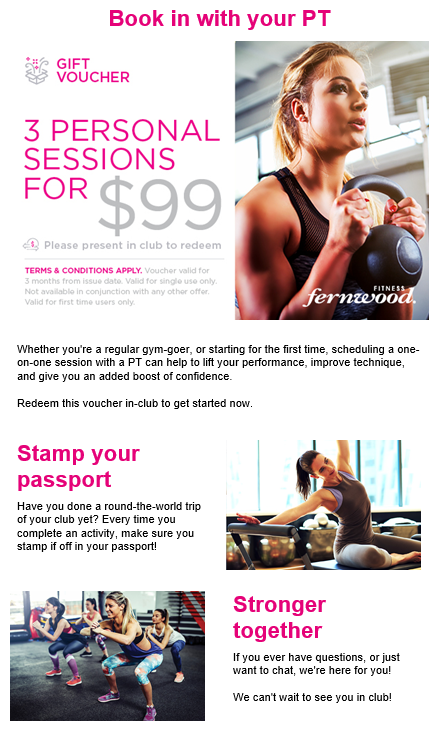 Book in with your PT
GIFT
VOUCHER
3 PERSONAL
SESSIONS
FOR $99
Please present in club to redeem
TERMS & CONDITIONS APPLY. Voucher valid for
3 months from issue date. Valid for single use only.
Not available in conjunction with any other offer.
Valid for first time users only.
FITNESS
fernwood.
Whether you're a regular gym-goer, or starting for the first time, scheduling a one-
on-one session with a PT can help to lift your performance, improve technique,
and give you an added boost of confidence.
Redeem this voucher in-club to get started now.
Stamp your
passport
Have you done a round-the-world trip
of your club yet? Every time you
complete an activity, make sure you
stamp if off in your passport!
Stronger
together
If you ever have questions, or just
want to chat, we're here for you!
We can't wait to see you in club!